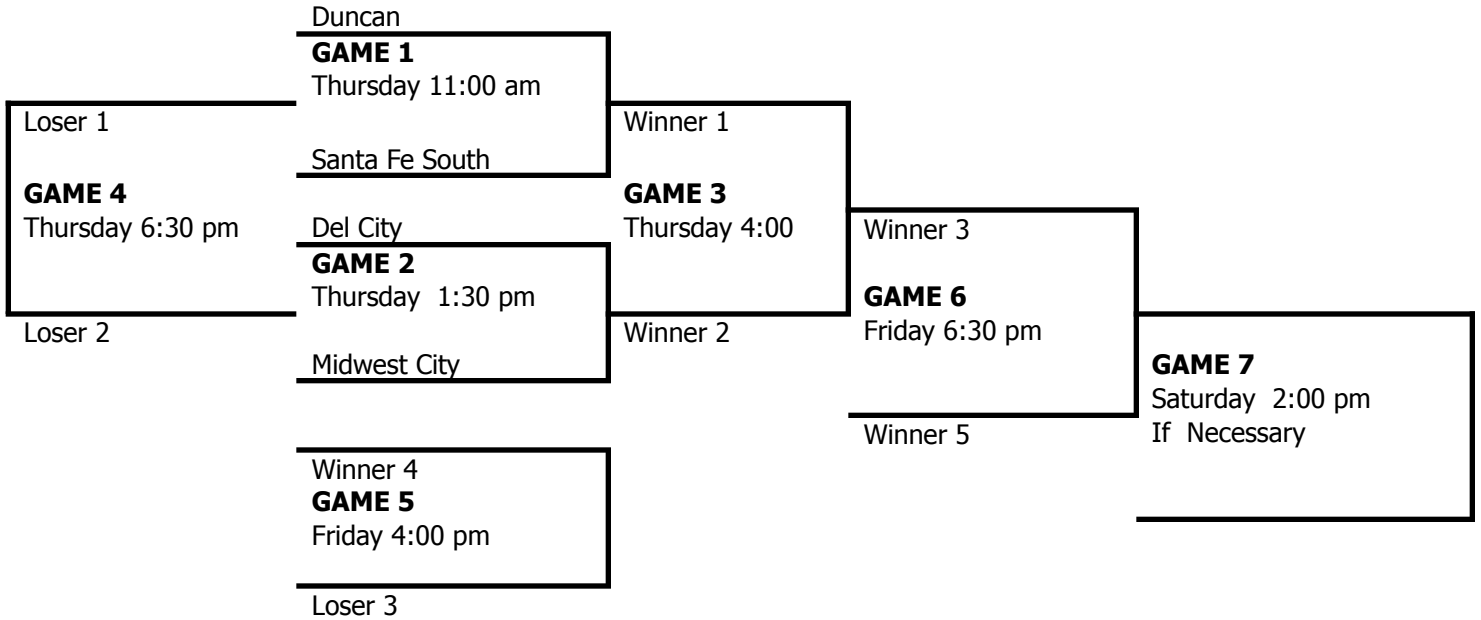 Duncan
GAME 1
Thursday 11:00 am
Loser 1
Winner 1
Santa Fe South
GAME 4
GAME 3
Thursday 6:30 pm
Del City
Thursday 4:00
Winner 3
GAME 2
Thursday  1:30 pm
GAME 6
Loser 2
Winner 2
Friday 6:30 pm
Midwest City
GAME 7
Saturday  2:00 pm
If  Necessary
Winner 5
Winner 4
GAME 5
Friday 4:00 pm
Loser 3